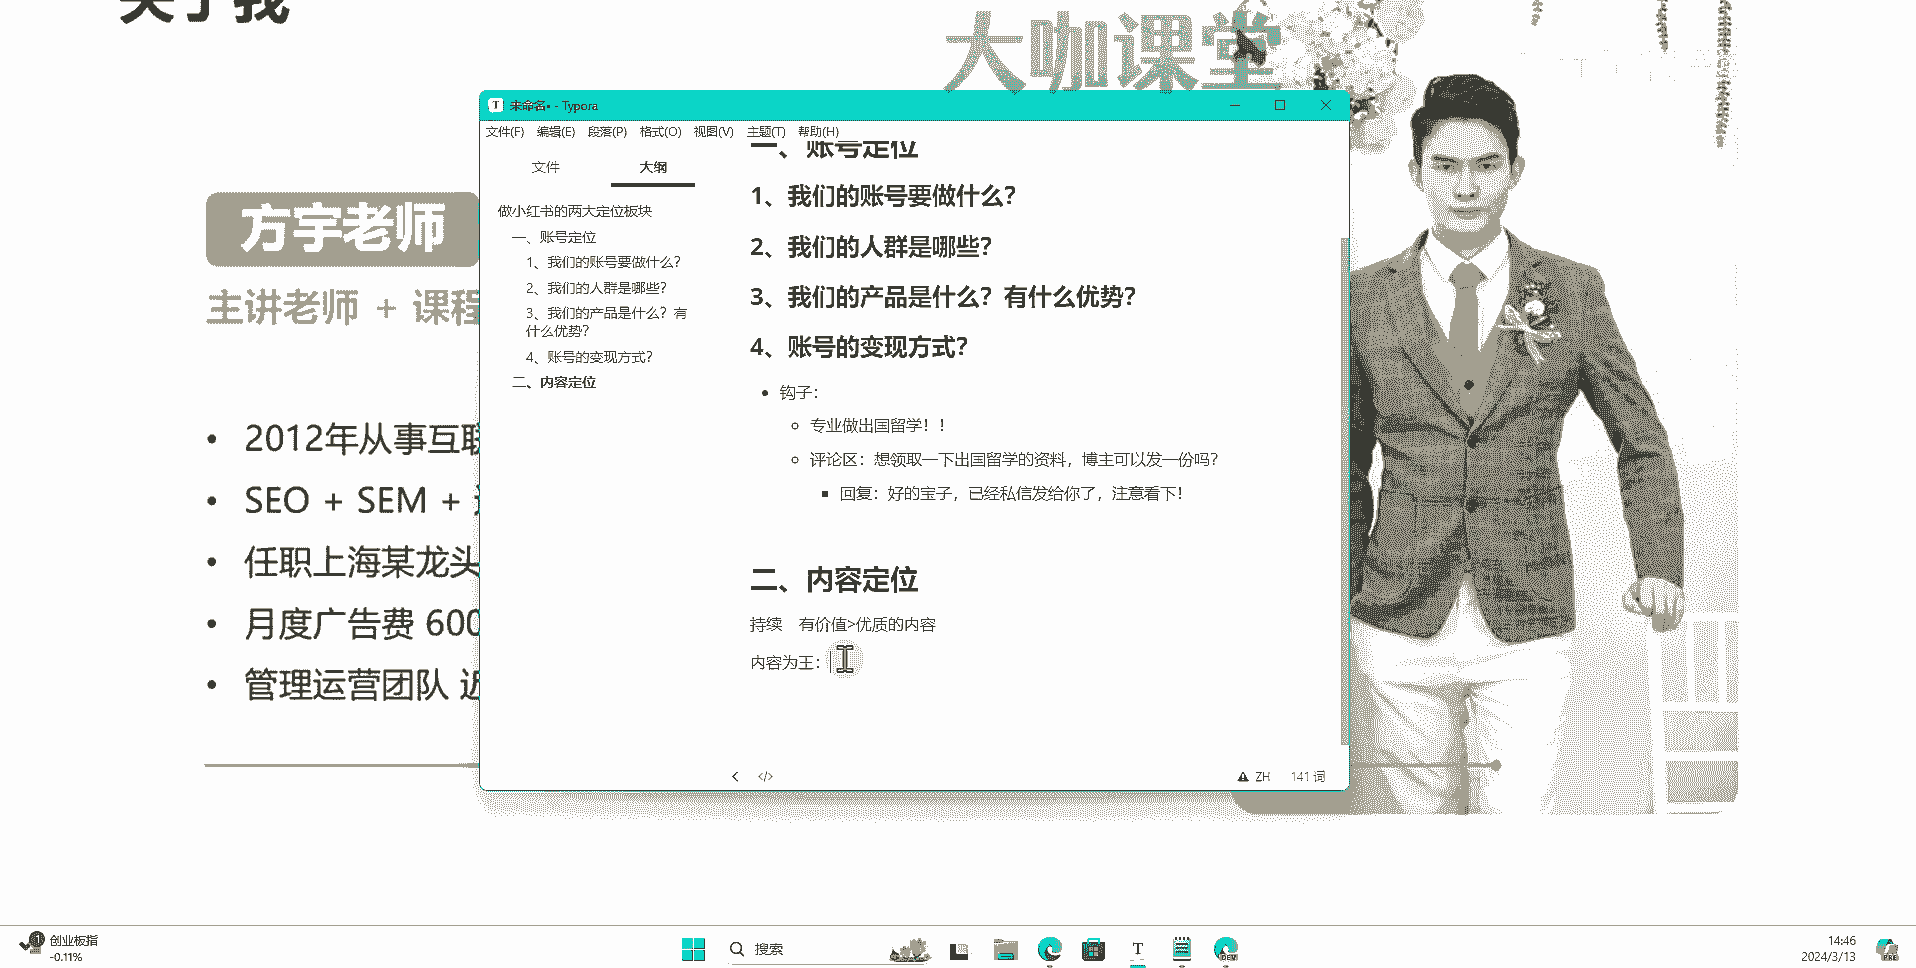 关于我
大咖课堂
方宇老师
主讲老师 + 课程
2012年从事互联
SEO + SEM +
任职上海某龙头
月度广告费 600
管理运营团队 近
未命名• - Typora
文件(F) 编辑(E) 段落(P) 格式(O) 视图(V) 主题(T) 帮助(H)
文件 大纲
做小红书的两大定位板块
一、账号定位
1、我们的账号要做什么？
2、我们的人群是哪些？
3、我们的产品是什么？有
什么优势？
4、账号的变现方式？
二、内容定位
一、账号定位
1、我们的账号要做什么？
2、我们的人群是哪些？
3、我们的产品是什么？有什么优势？
4、账号的变现方式？
钩子：
专业做出国留学！！
评论区：想领取一下出国留学的资料，博主可以发一份吗？
回复：好的宝子，已经私信发给你了，注意看下！
二、内容定位
持续 有价值>优质的内容
内容为王：
</> ZH 141 词
创业板指
-0.11%
搜索
14:46
2024/3/13